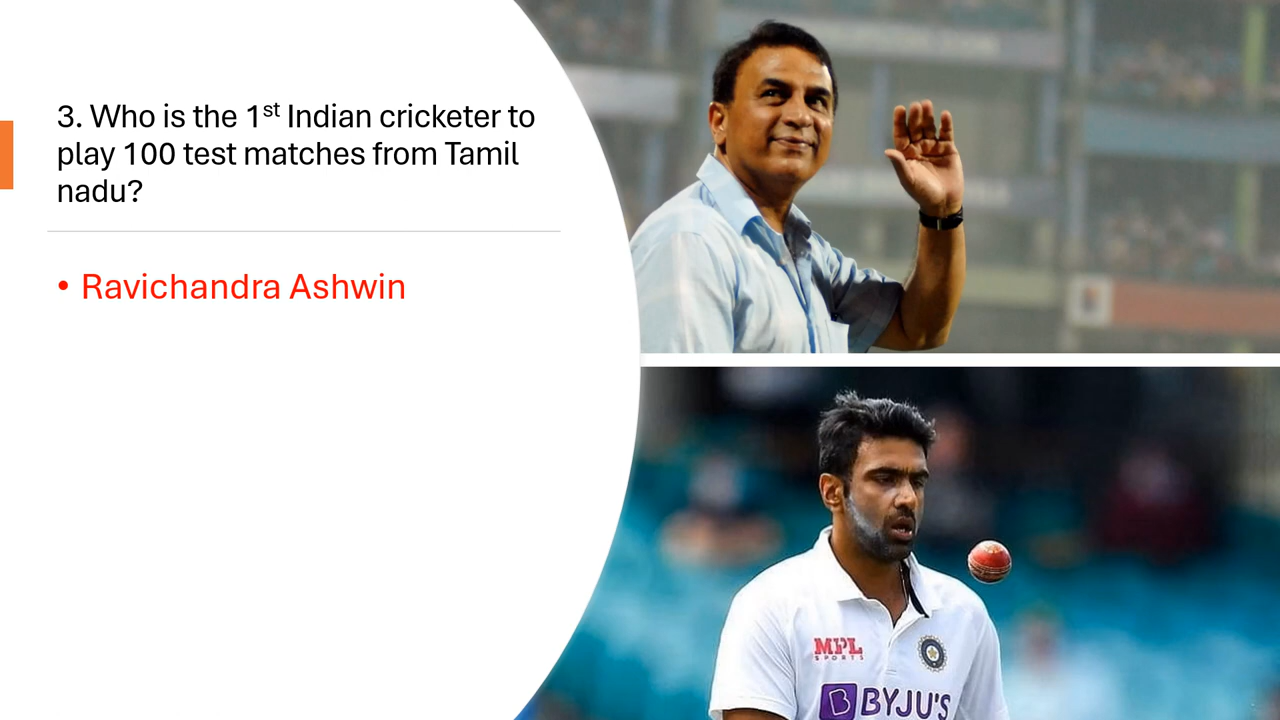 3. Who is the 1st Indian cricketer to
play 100 test matches from Tamil
nadu?
• Ravichandra Ashwin
MPL
SPORTS
B BYJU'S